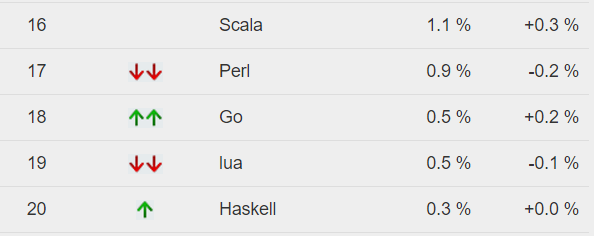 16 Scala 1.1 % +0.3 %
17 Perl 0.9 % -0.2 %
18 Go 0.5 % +0.2 %
19 lua 0.5 % -0.1 %
20 Haskell 0.3 % +0.0 %